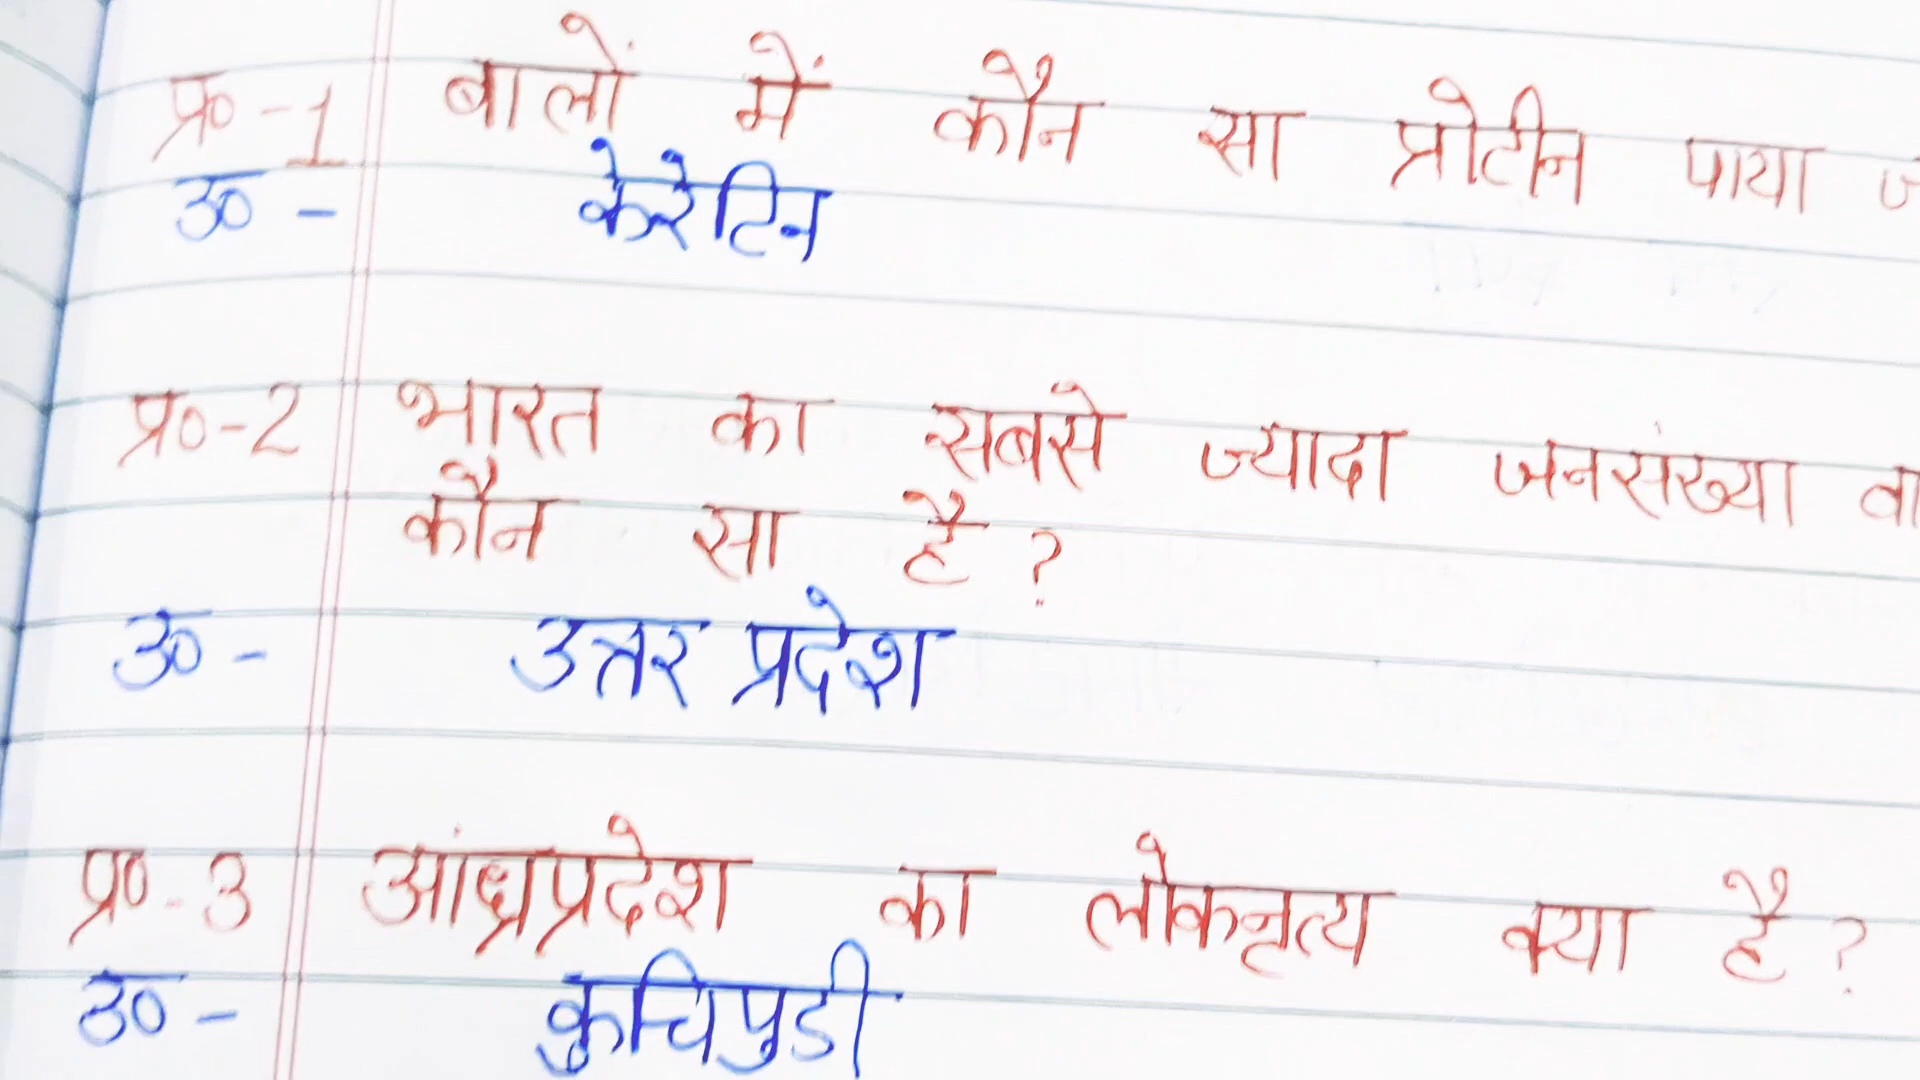 प्र०-1 बालों में कौन सा प्रोटीन पाया
उ० - केरेटिन
प्र०-2 भारत का सबसे ज्यादा जनसंख्या
कौन सा है ?
उ० - उत्तर प्रदेश
प्र०-3 आंध्रप्रदेश का लोकनृत्य क्या है ?
उ० - कुचिपुडी